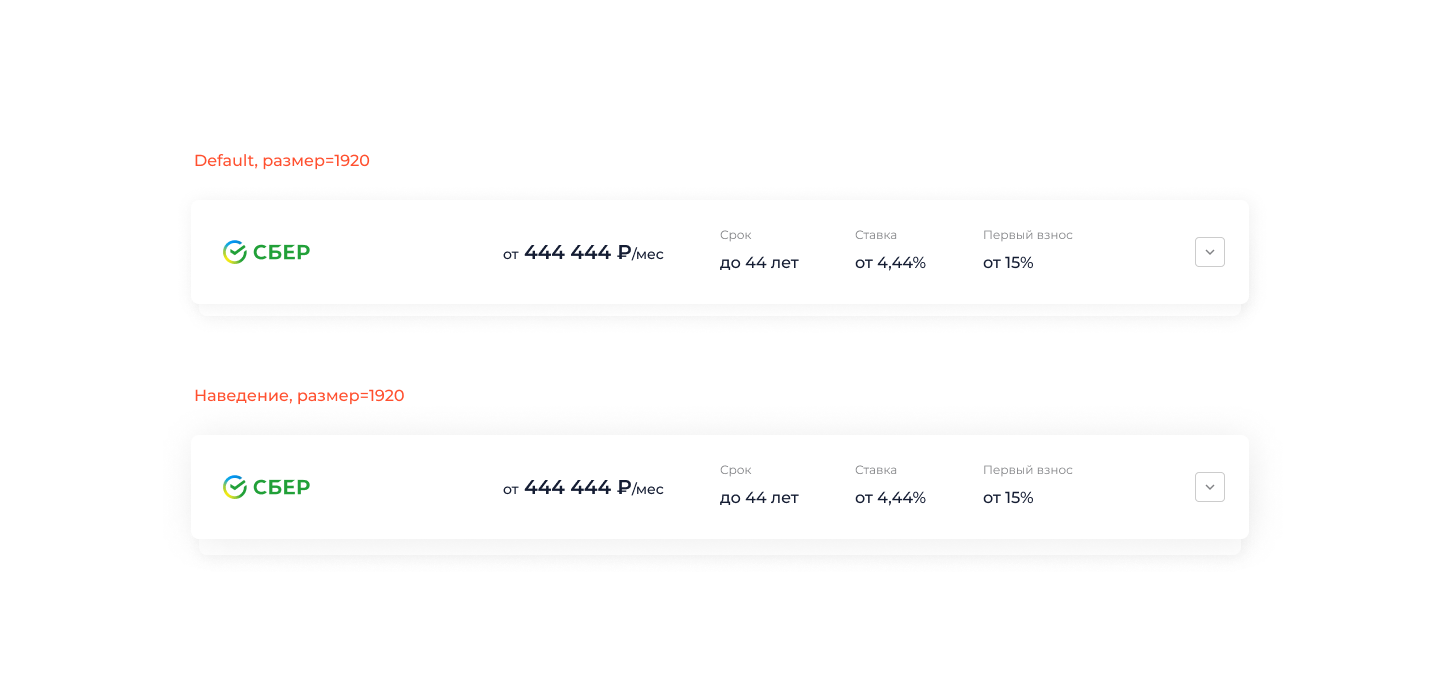 Default, размер=1920
СБЕР
от 444 444 ₽/мес
Срок
до 44 лет
Ставка
от 4,44%
Первый взнос
от 15%
Наведение, размер=1920
СБЕР
от 444 444 ₽/мес
Срок
до 44 лет
Ставка
от 4,44%
Первый взнос
от 15%